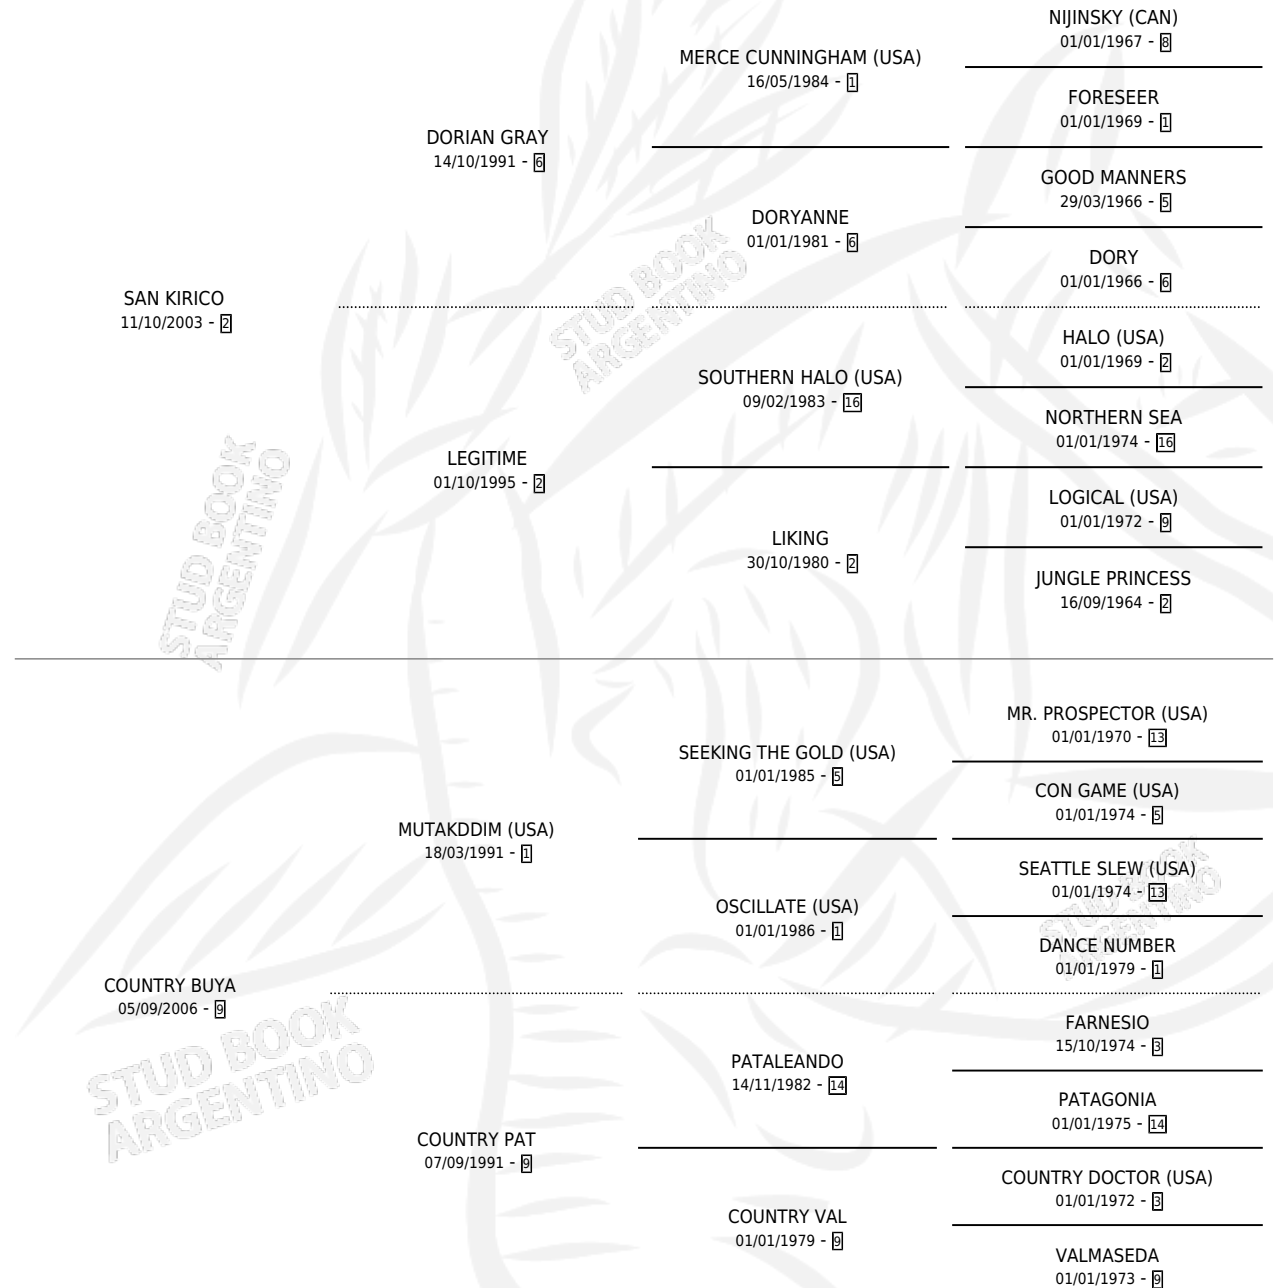 NIJINSKY (CAN)
01/01/1967 - 8
MERCE CUNNINGHAM (USA)
16/05/1984 - 1
FORESEER
01/01/1969 - 1
DORIAN GRAY
14/10/1991 - 6
GOOD MANNERS
29/03/1966 - 5
DORYANNE
01/01/1981 - 6
DORY
01/01/1966 - 6
SAN KIRICO
11/10/2003 - 2
HALO (USA)
01/01/1969 - 2
SOUTHERN HALO (USA)
09/02/1983 - 16
NORTHERN SEA
01/01/1974 - 16
LEGITIME
01/10/1995 - 2
LOGICAL (USA)
01/01/1972 - 9
LIKING
30/10/1980 - 2
JUNGLE PRINCESS
16/09/1964 - 2
STUD BOOK
ARGENTINO
STUD BOOK
ARGENTINO
MR. PROSPECTOR (USA)
01/01/1970 - 13
SEEKING THE GOLD (USA)
01/01/1985 - 5
CON GAME (USA)
01/01/1974 - 5
MUTAKDDIM (USA)
18/03/1991 - 1
SEATTLE SLEW (USA)
01/01/1974 - 13
OSCILLATE (USA)
01/01/1986 - 1
DANCE NUMBER
01/01/1979 - 1
COUNTRY BUYA
05/09/2006 - 9
FARNESIO
15/10/1974 - 3
PATALEANDO
14/11/1982 - 14
PATAGONIA
01/01/1975 - 14
COUNTRY PAT
07/09/1991 - 9
COUNTRY DOCTOR (USA)
01/01/1972 - 3
COUNTRY VAL
01/01/1979 - 9
VALMASEDA
01/01/1973 - 9
STUD BOOK
ARGENTINO
STUD BOOK
ARGENTINO